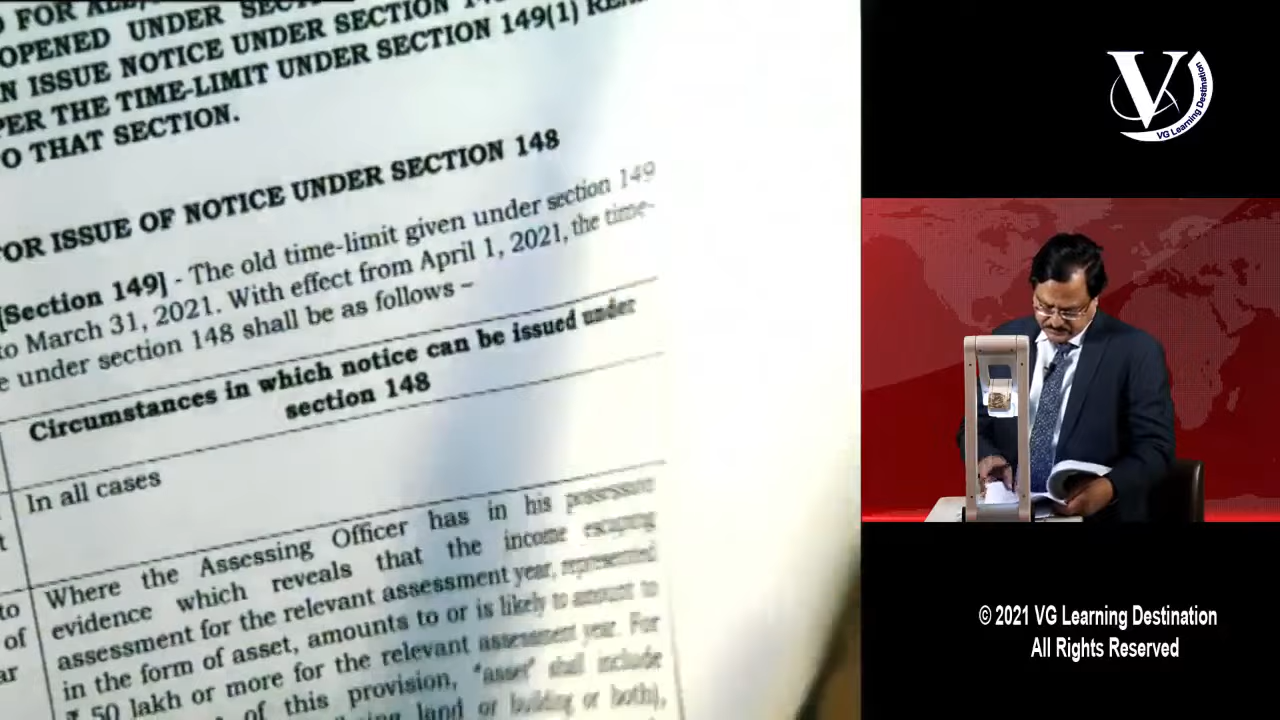 FOR ALL
OPENED UNDER
N ISSUE NOTICE UNDER SECTION
PER THE TIME-LIMIT UNDER SECTION 149(1)
O THAT SECTION.
OR ISSUE OF NOTICE UNDER SECTION 148
[Section 149] - The old time-limit given under section 149
to March 31, 2021. With effect from April 1, 2021, the time-
e under section 148 shall be as follows –
Circumstances in which notice can be issued under
section 148
In all cases
t
Where the Assessing Officer has in his possession
to evidence which reveals that the income escaping
of assessment for the relevant assessment year, represented
ar in the form of asset, amounts to or is likely to amount to
₹ 50 lakh or more for the relevant assessment year. For
of this provision, "asset" shall include
land or building or both),
V
VG Learning Destination
© 2021 VG Learning Destination
All Rights Reserved